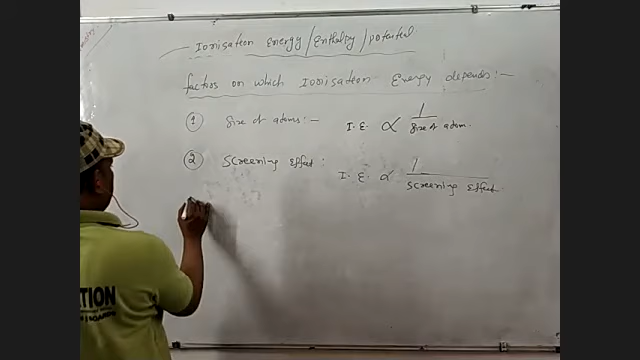 Ionisation Energy / Enthalpy / potential
factors on which Ionisation Energy depends:-
① Size of atoms:- I.E. ∝ 1/Size of atom.
② Screening Effect: I.E. ∝ 1/Screening Effect
TION